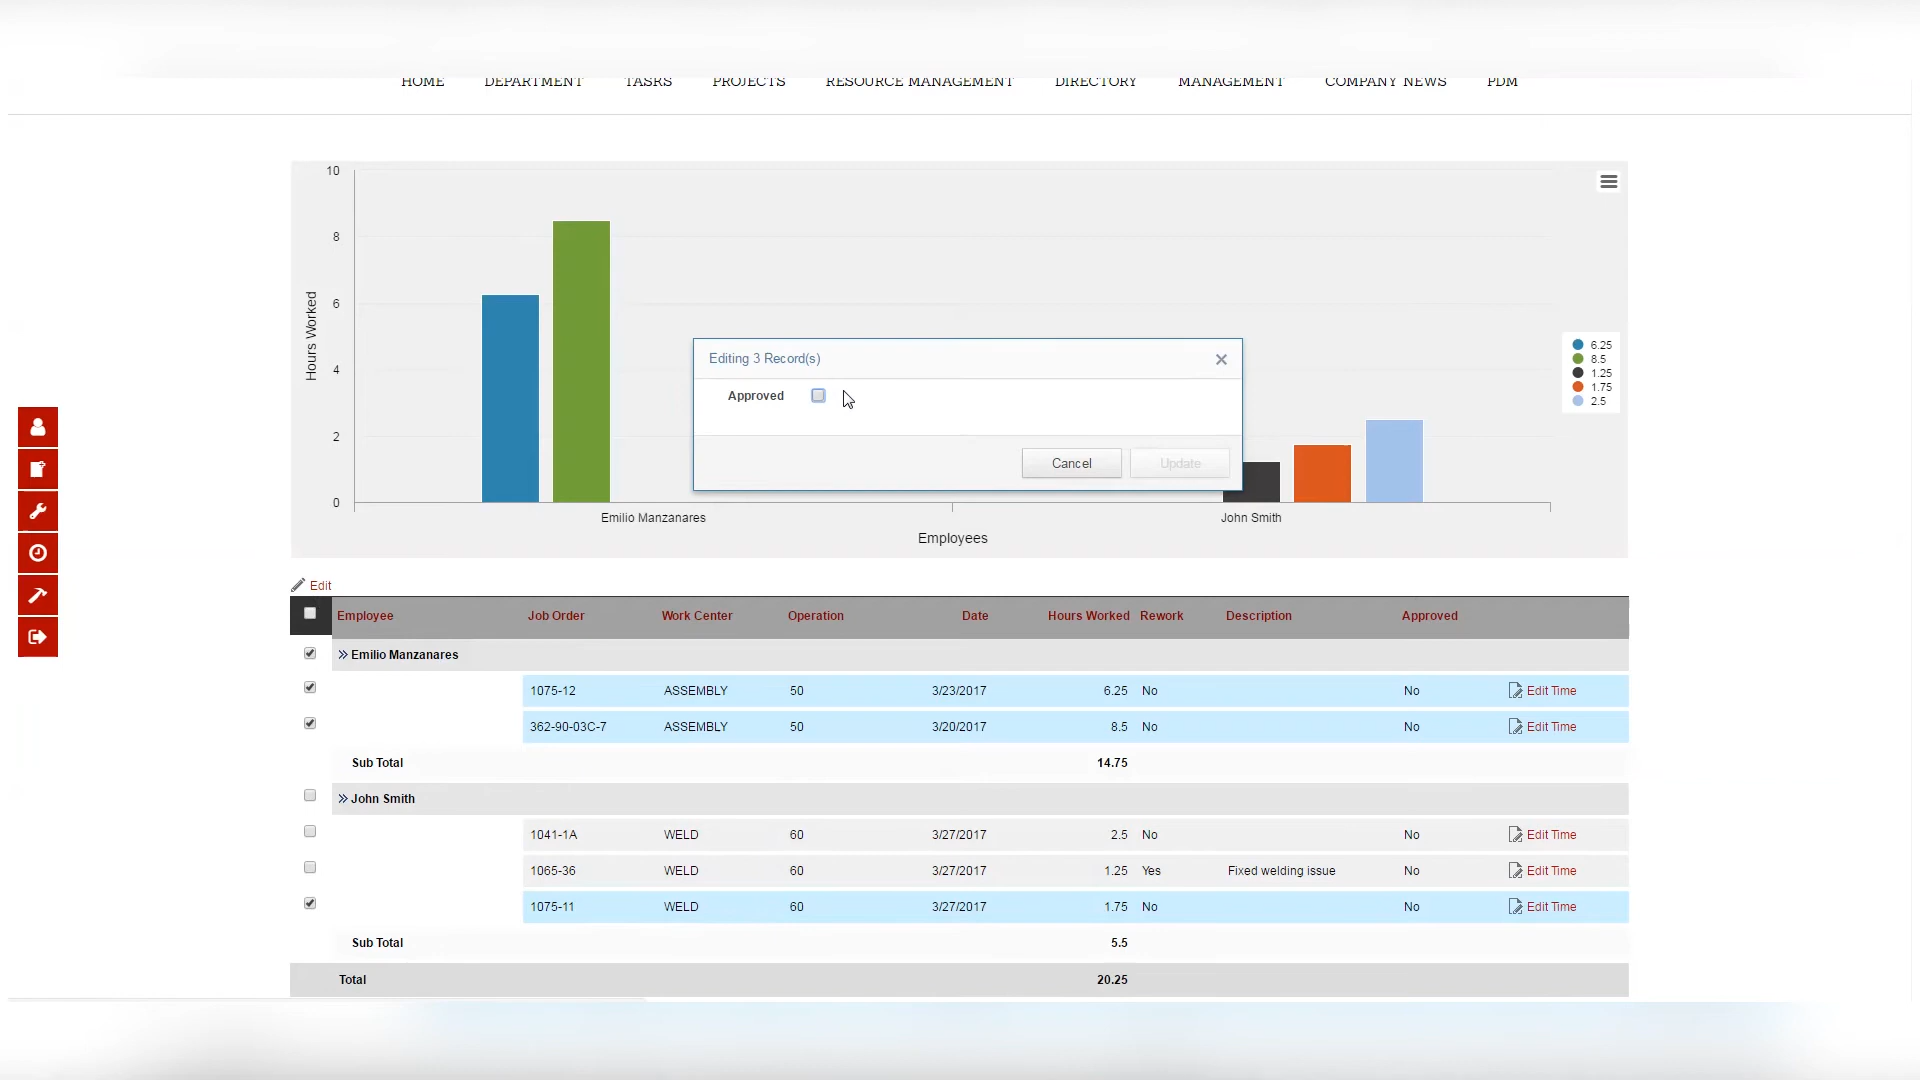 HOME DEPARTMENT TASKS PROJECTS RESOURCE MANAGEMENT DIRECTORY MANAGEMENT COMPANY NEWS PDM
10
8
6
4
2
0
Hours Worked
Emilio Manzanares
John Smith
Employees
6.25
8.5
1.25
1.75
2.5
Editing 3 Record(s)
Approved
Cancel Update
Edit
Employee Job Order Work Center Operation Date Hours Worked Rework Description Approved
Emilio Manzanares
1075-12 ASSEMBLY 50 3/23/2017 6.25 No No Edit Time
362-90-03C-7 ASSEMBLY 50 3/20/2017 8.5 No No Edit Time
Sub Total 14.75
John Smith
1041-1A WELD 60 3/27/2017 2.5 No No Edit Time
1065-36 WELD 60 3/27/2017 1.25 Yes Fixed welding issue No Edit Time
1075-11 WELD 60 3/27/2017 1.75 No No Edit Time
Sub Total 5.5
Total 20.25